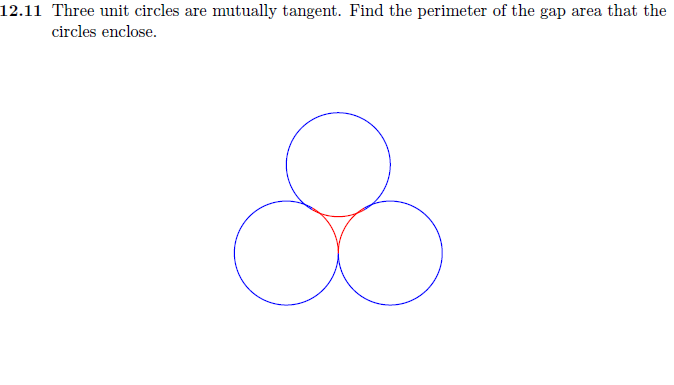 12.11 Three unit circles are mutually tangent. Find the perimeter of the gap area that the
circles enclose.